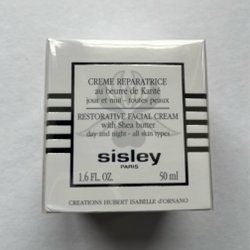 CREME REPARATRICE
au beurre de Karité
jour et nuit - toutes peaux
RESTORATIVE FACIAL CREAM
with Shea butter
day and night - all skin types
sisley
PARIS
1.6 FL. OZ. 50 ml
CREATIONS HUBERT ISABELLE d'ORNANO